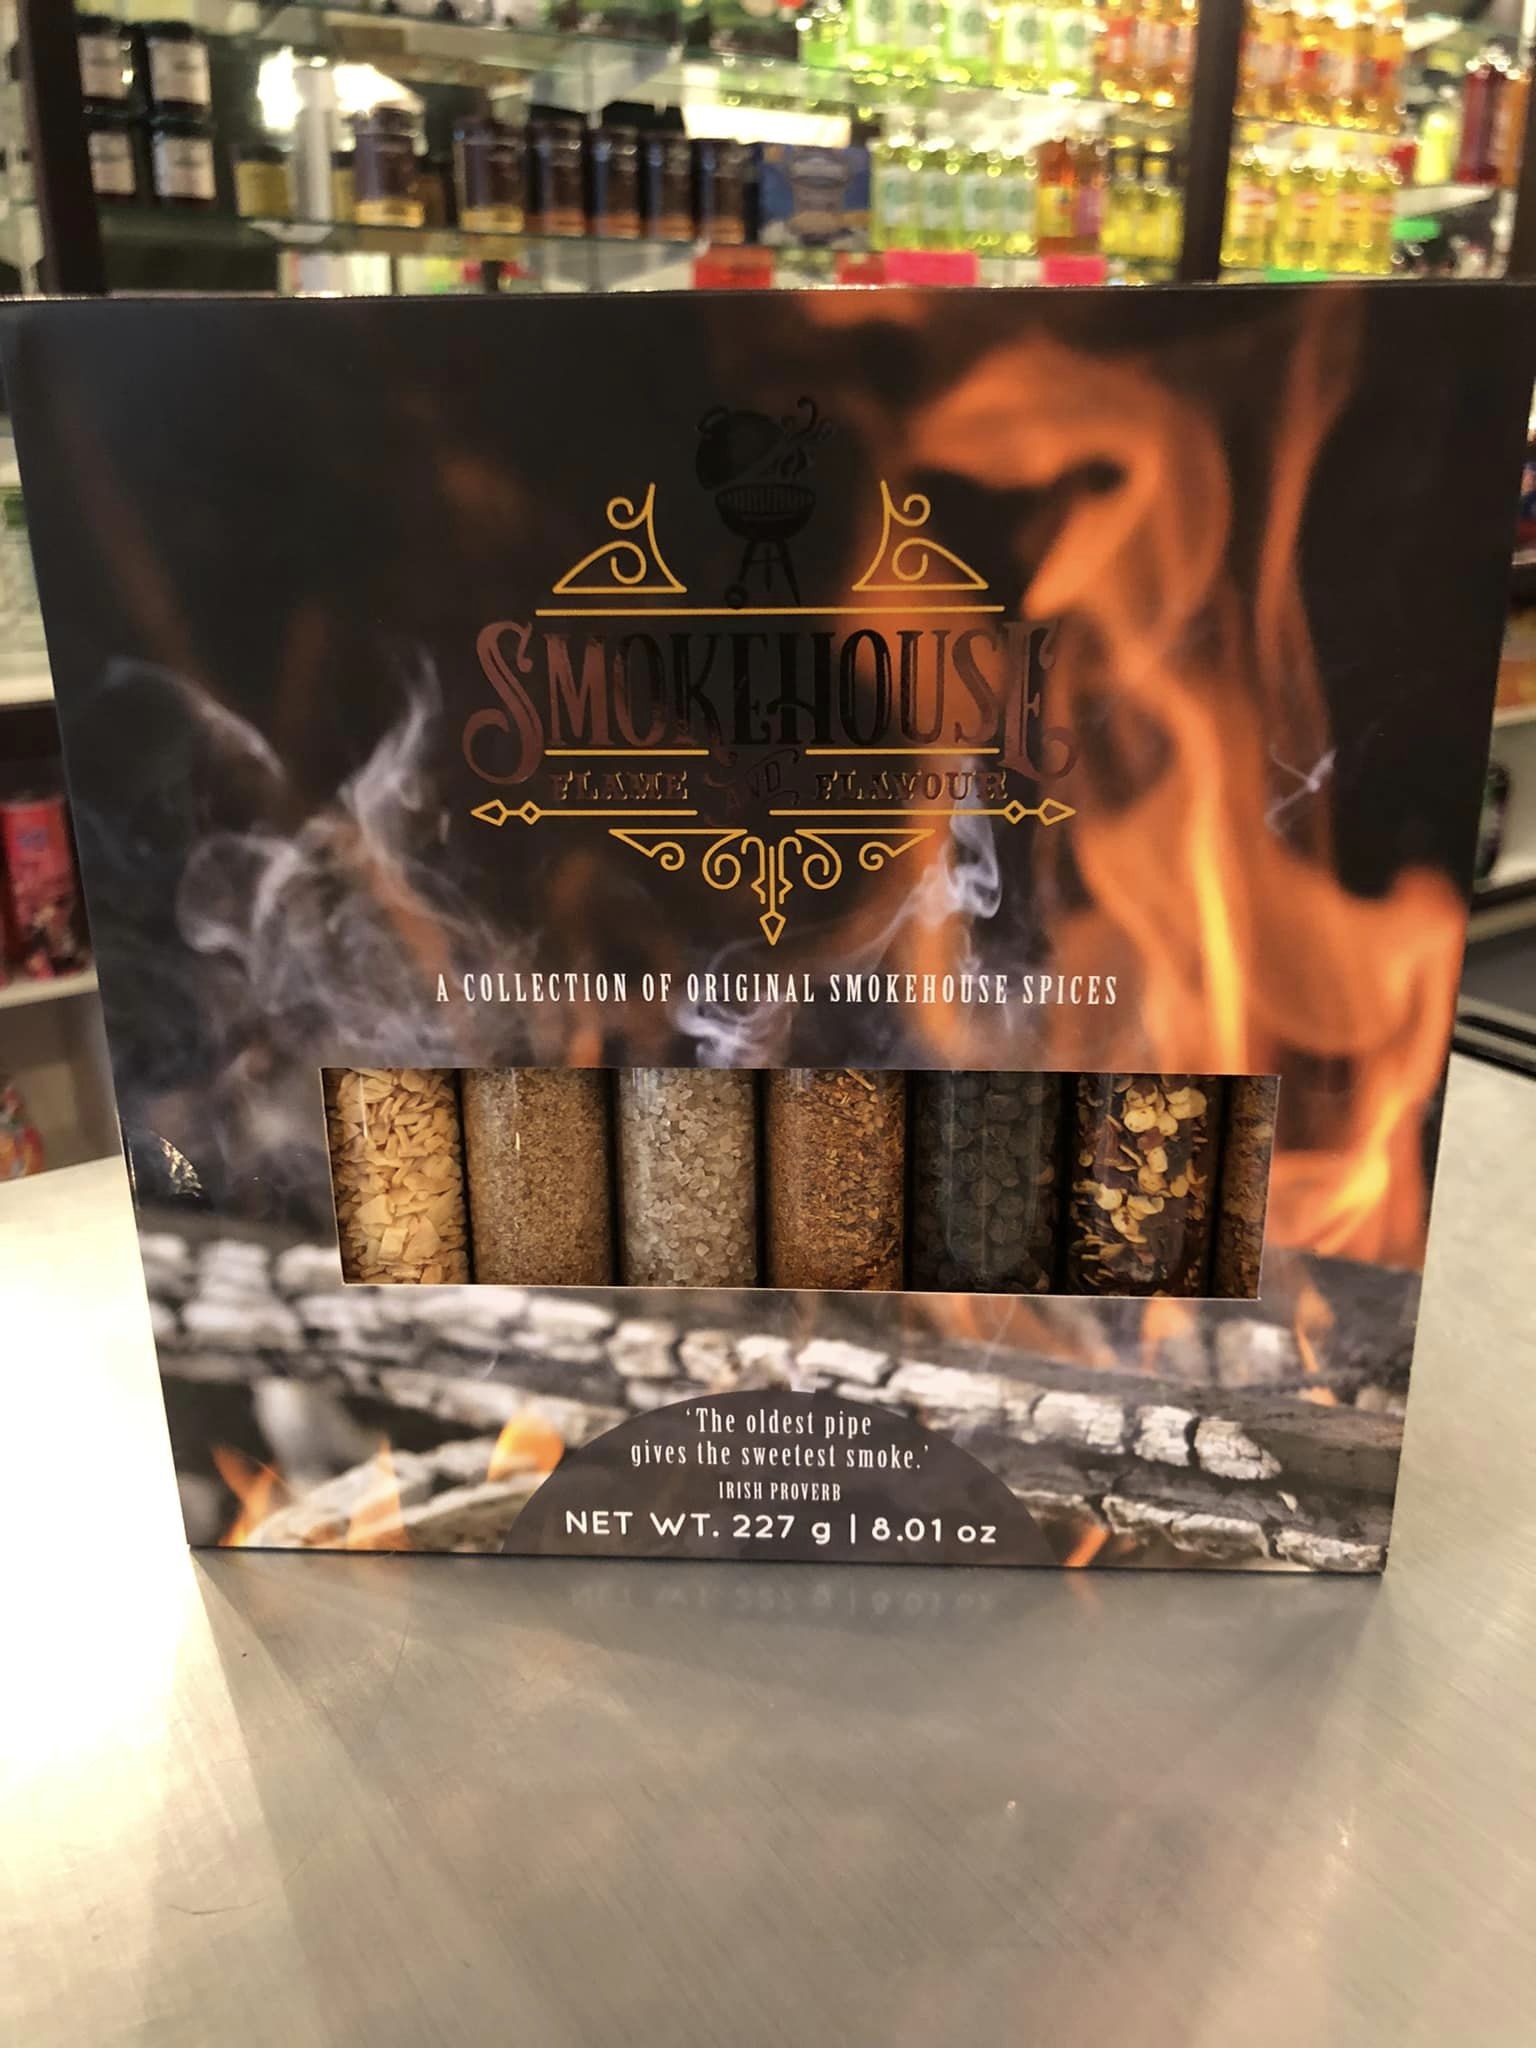 SMOKEHOUSE
FLAME AND FLAVOUR
A COLLECTION OF ORIGINAL SMOKEHOUSE SPICES
'The oldest pipe
gives the sweetest smoke.'
IRISH PROVERB
NET WT. 227 g | 8.01 oz